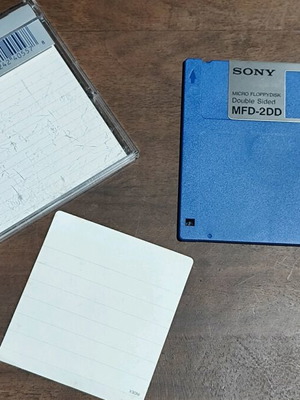 SONY
MICRO FLOPPYDISK
Double Sided
MFD-2DD